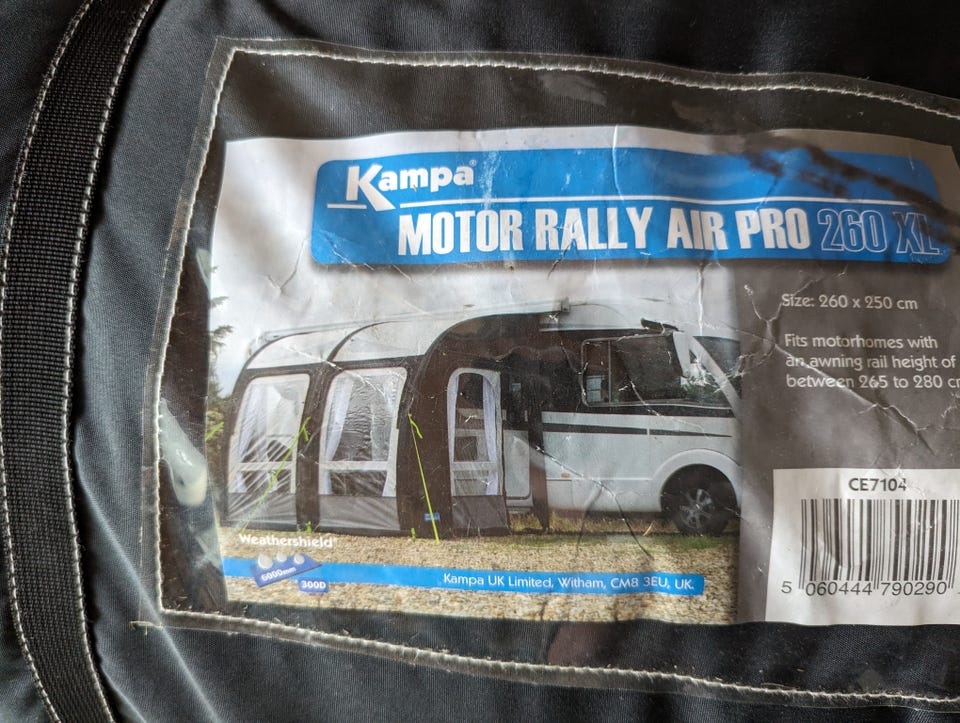 Kampa®
MOTOR RALLY AIR PRO 260 XL
Size: 260 x 250 cm
Fits motorhomes with
an awning rail height of
between 265 to 280
CE7104
5 060444 790290
Weathershield®
6000mm
300D
Kampa UK Limited, Witham, CM8 3EU, UK.